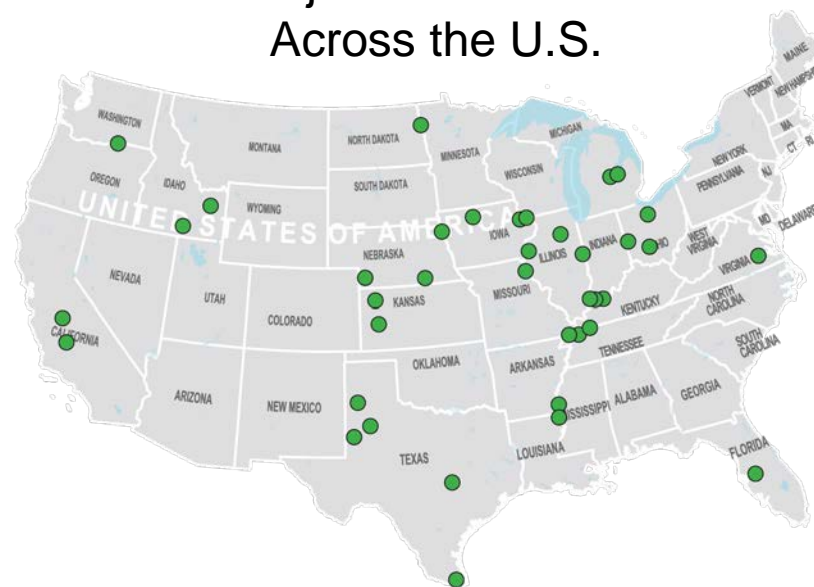 Across the U.S.
MAINE
WASHINGTON
VERMONT
NEW HAMPSHIRE
MONTANA
NORTH DAKOTA
MINNESOTA
MICHIGAN
MA
RI
CT
NEW YORK
OREGON
IDAHO
SOUTH DAKOTA
WISCONSIN
PENNSYLVANIA
NJ
WYOMING
UNITED STATES OF AMERICA
IOWA
MD
DELAWARE
NEBRASKA
ILLINOIS
INDIANA
OHIO
WEST
VIRGINIA
NEVADA
UTAH
COLORADO
KANSAS
MISSOURI
KENTUCKY
VIRGINIA
CALIFORNIA
NORTH
CAROLINA
TENNESSEE
ARIZONA
NEW MEXICO
OKLAHOMA
ARKANSAS
SOUTH
CAROLINA
MISSISSIPPI
ALABAMA
GEORGIA
TEXAS
LOUISIANA
FLORIDA